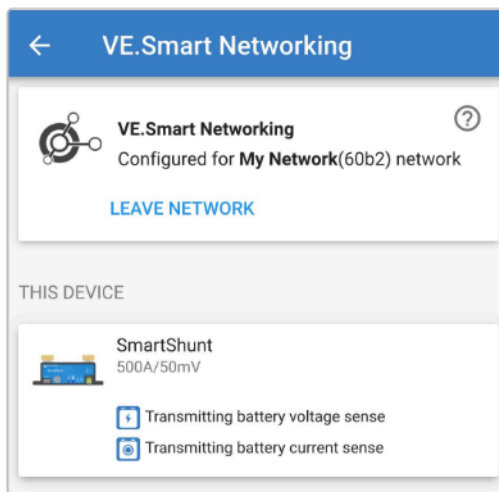 VE.Smart Networking
VE.Smart Networking
Configured for My Network(60b2) network
LEAVE NETWORK
THIS DEVICE
SmartShunt
500A/50mV
Transmitting battery voltage sense
Transmitting battery current sense